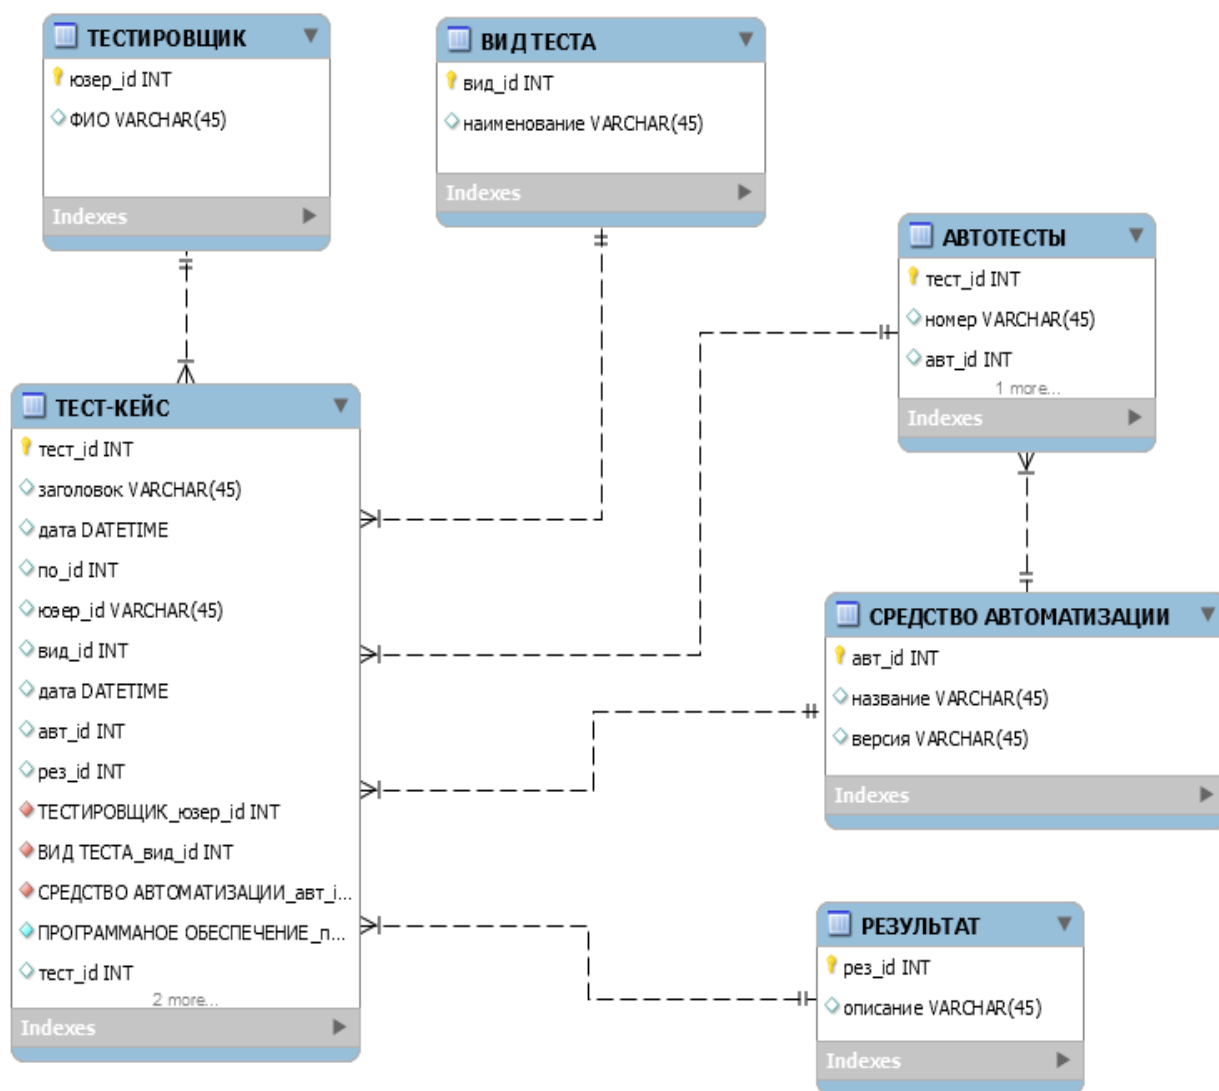 ТЕСТИРОВЩИК
юзер_id INT
ФИО VARCHAR(45)
Indexes
ВИД ТЕСТА
вид_id INT
наименование VARCHAR(45)
Indexes
АВТОТЕСТЫ
тест_id INT
номер VARCHAR(45)
авт_id INT
1 more...
Indexes
ТЕСТ-КЕЙС
тест_id INT
заголовок VARCHAR(45)
дата DATETIME
по_id INT
юзер_id VARCHAR(45)
вид_id INT
дата DATETIME
авт_id INT
рез_id INT
ТЕСТИРОВЩИК_юзер_id INT
ВИД ТЕСТА_вид_id INT
СРЕДСТВО АВТОМАТИЗАЦИИ_авт_i...
ПРОГРАММАНОЕ ОБЕСПЕЧЕНИЕ_п...
тест_id INT
2 more...
Indexes
СРЕДСТВО АВТОМАТИЗАЦИИ
авт_id INT
название VARCHAR(45)
версия VARCHAR(45)
Indexes
РЕЗУЛЬТАТ
рез_id INT
описание VARCHAR(45)
Indexes